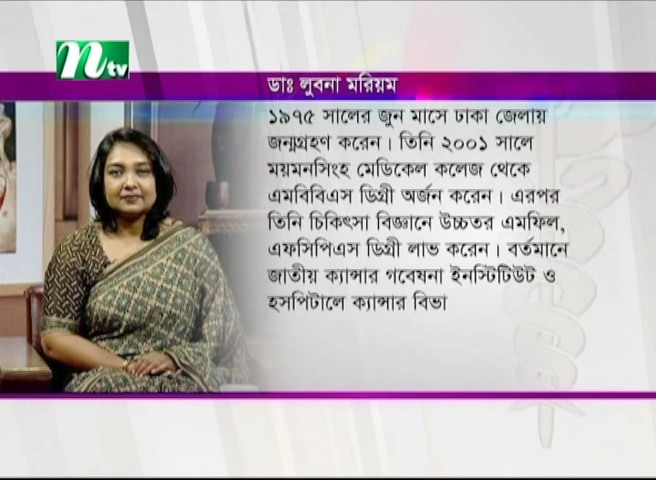 ntv
ডাঃ লুবনা মরিয়ম
১৯৭৫ সালের জুন মাসে ঢাকা জেলায়
জন্মগ্রহণ করেন। তিনি ২০০১ সালে
ময়মনসিংহ মেডিকেল কলেজ থেকে
এমবিবিএস ডিগ্রী অর্জন করেন। এরপর
তিনি চিকিৎসা বিজ্ঞানে উচ্চতর এমফিল,
এফসিপিএস ডিগ্রী লাভ করেন। বর্তমানে
জাতীয় ক্যান্সার গবেষনা ইনস্টিটিউট ও
হসপিটালে ক্যান্সার বিভা